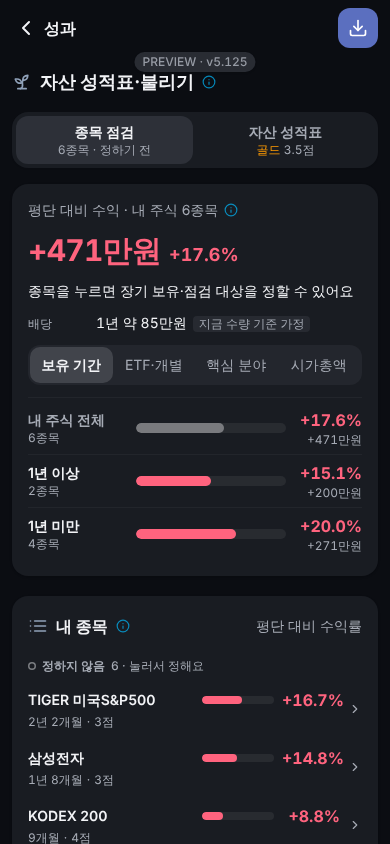 성과
PREVIEW · v5.125
자산 성적표·불리기
종목 점검
6종목 · 정하기 전
자산 성적표
골드 3.5점
평단 대비 수익 · 내 주식 6종목
+471만원 +17.6%
종목을 누르면 장기 보유·점검 대상을 정할 수 있어요
배당 1년 약 85만원 지금 수량 기준 가정
보유 기간 ETF·개별 핵심 분야 시가총액
내 주식 전체 +17.6%
6종목 +471만원
1년 이상 +15.1%
2종목 +200만원
1년 미만 +20.0%
4종목 +271만원
내 종목 평단 대비 수익률
정하지 않음 6 · 눌러서 정해요
TIGER 미국S&P500 +16.7%
2년 2개월 · 3점
삼성전자 +14.8%
1년 8개월 · 3점
KODEX 200 +8.8%
9개월 · 4점